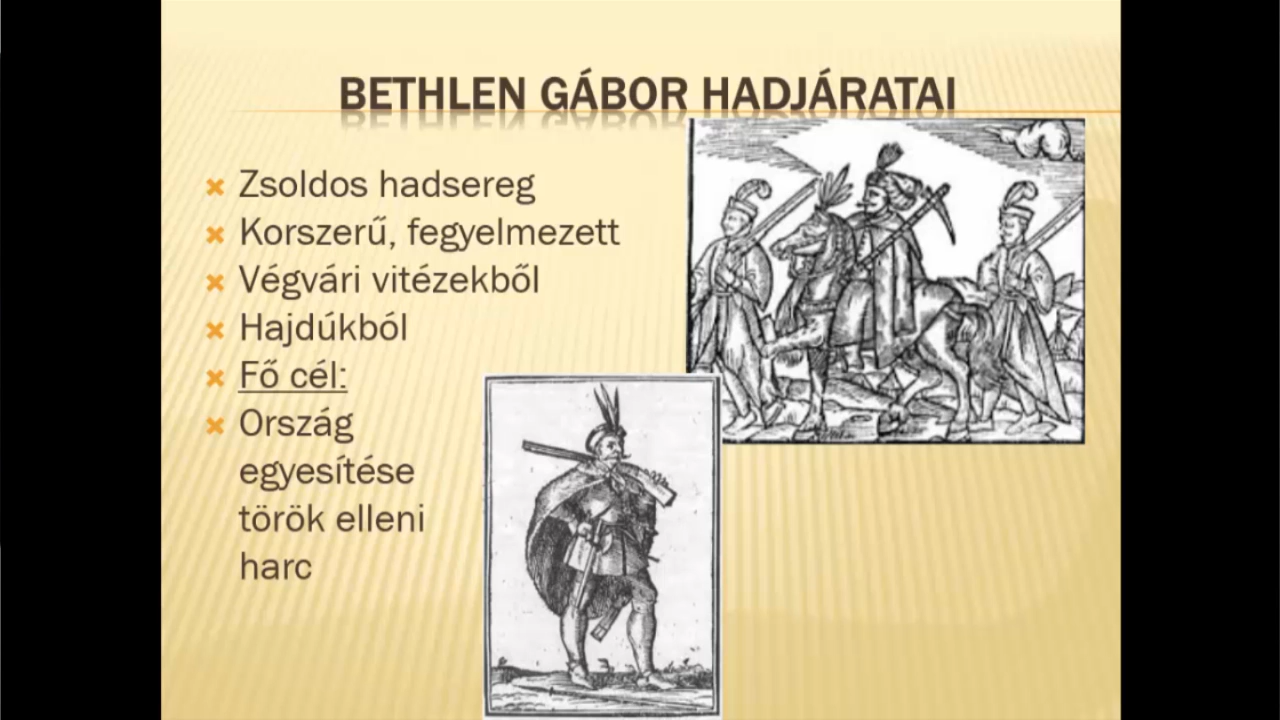 BETHLEN GÁBOR HADJÁRATAI
Zsoldos hadsereg
Korszerű, fegyelmezett
Végvári vitézekből
Hajdúkból
Fő cél:
Ország
egyesítése
török elleni
harc